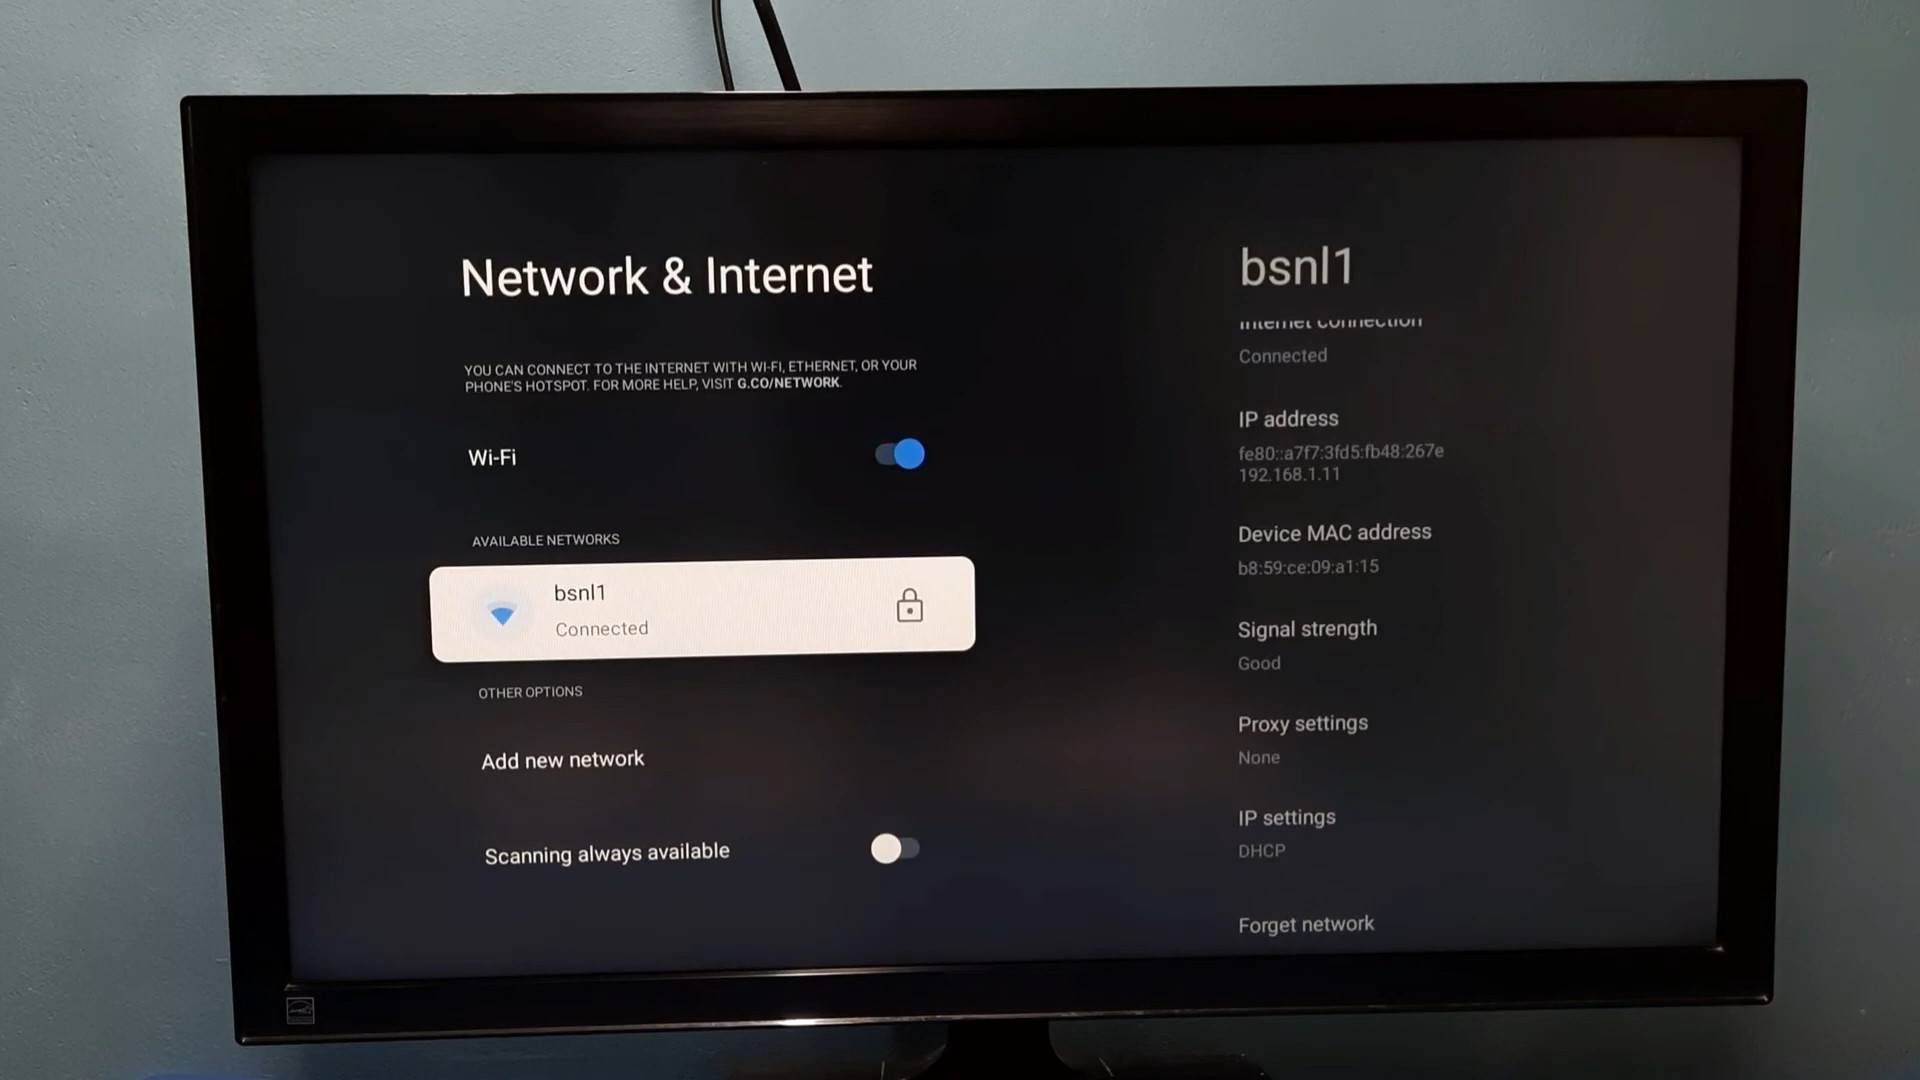 Network & Internet
YOU CAN CONNECT TO THE INTERNET WITH WI-FI, ETHERNET, OR YOUR
PHONE'S HOTSPOT. FOR MORE HELP, VISIT G.CO/NETWORK.
Wi-Fi
AVAILABLE NETWORKS
bsnl1
Connected
OTHER OPTIONS
Add new network
Scanning always available
bsnl1
Internet connection
Connected
IP address
fe80::a7f7:3fd5:fb48:267e
192.168.1.11
Device MAC address
b8:59:ce:09:a1:15
Signal strength
Good
Proxy settings
None
IP settings
DHCP
Forget network